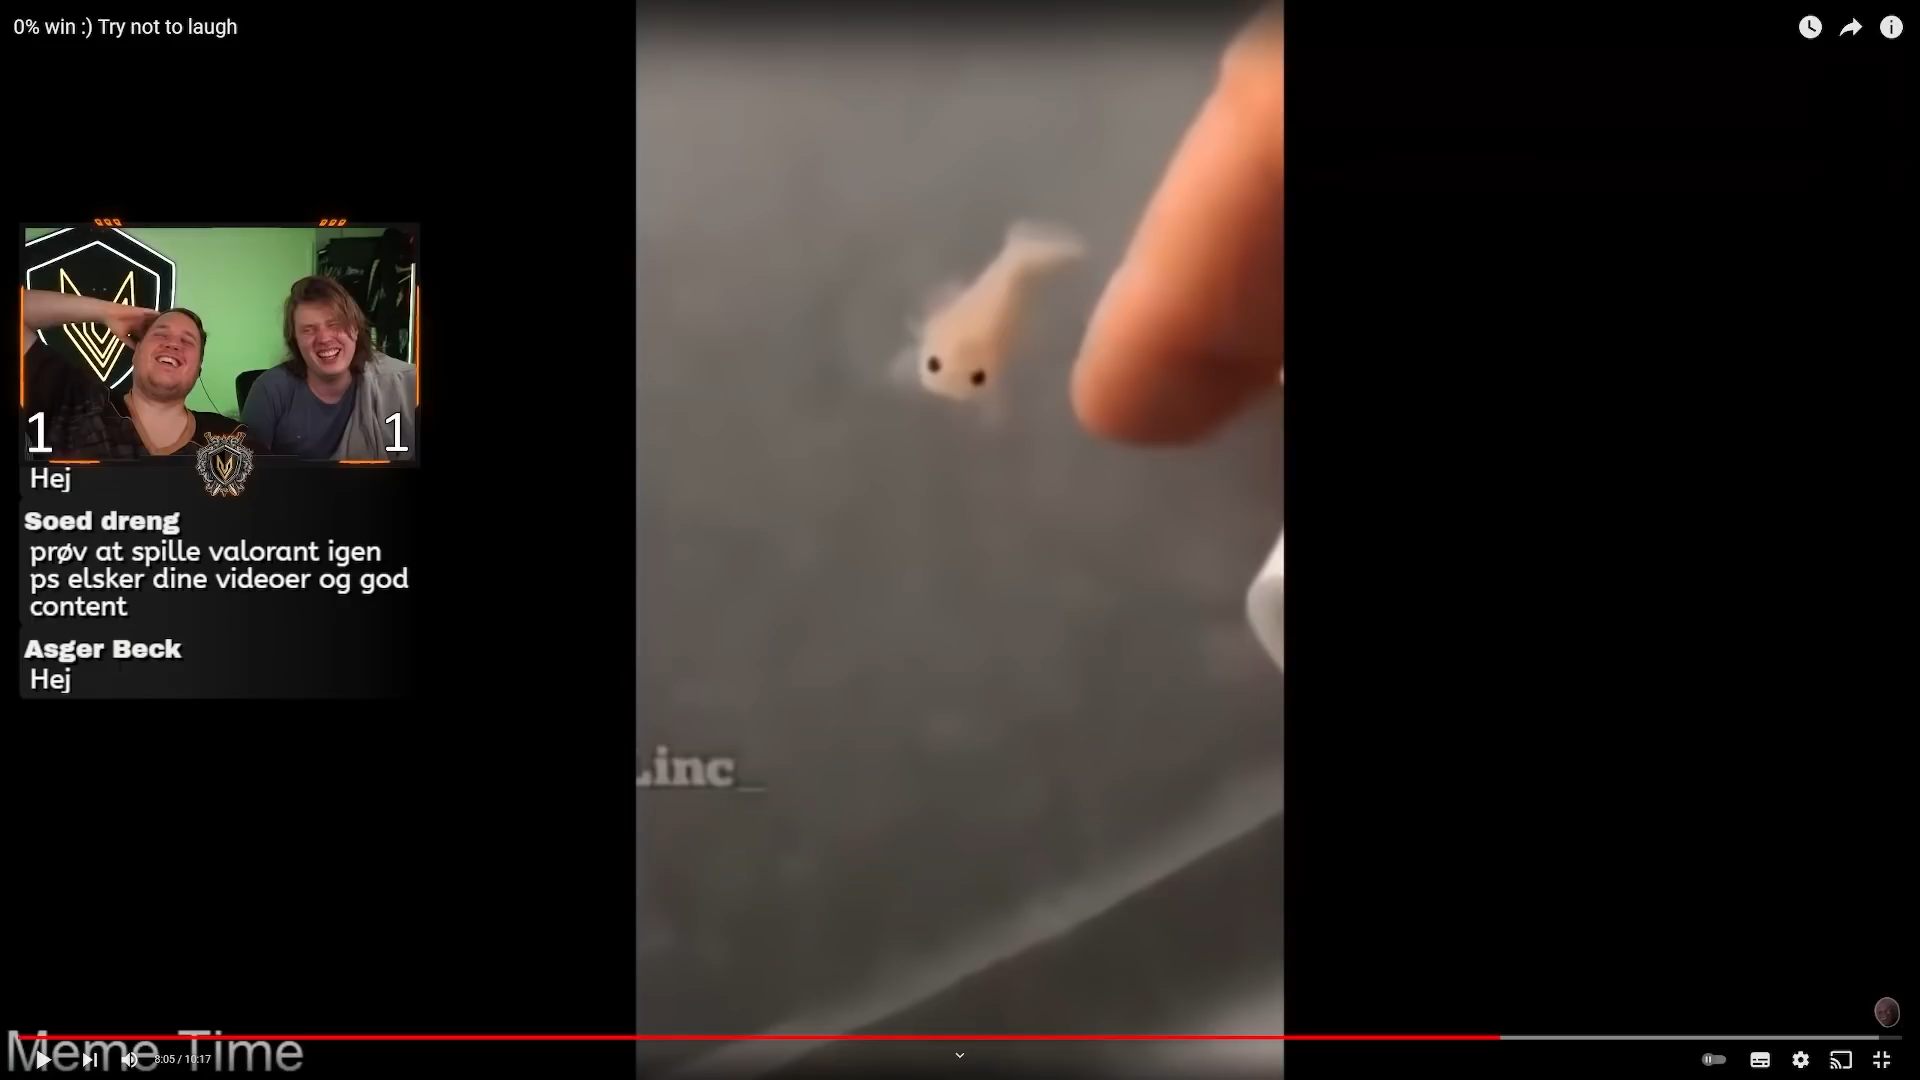 0% win :) Try not to laugh
1
1
Hej
Soed dreng
prøv at spille valorant igen
ps elsker dine videoer og god
content
Asger Beck
Hej
Linc_
Meme Time
8:05 / 10:17